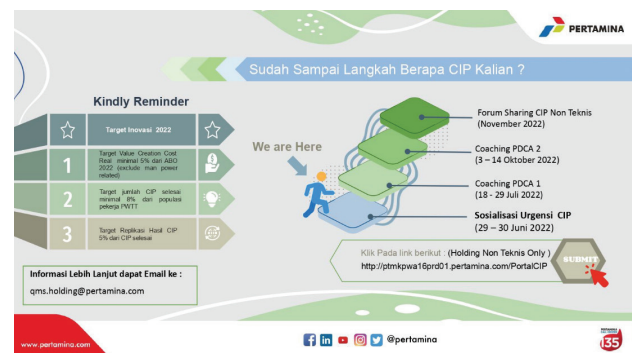 PERTAMINA
Sudah Sampai Langkah Berapa CIP Kalian ?
Kindly Reminder
Target Inovasi 2022
1
Target Value Creation Cost
Real minimal 5% dari ABO
2022 (exclude man power
related)
2
Target jumlah CIP selesai
minimal 8% dari populasi
pekerja PWTT
3
Target Replikasi Hasil CIP
5% dari CIP selesai
We are Here
Forum Sharing CIP Non Teknis
(November 2022)
Coaching PDCA 2
(3 – 14 Oktober 2022)
Coaching PDCA 1
(18 - 29 Juli 2022)
Sosialisasi Urgensi CIP
(29 – 30 Juni 2022)
Klik Pada link berikut : (Holding Non Teknis Only )
http://ptmkpwa16prd01.pertamina.com/PortalCIP
SUBMIT
Informasi Lebih Lanjut dapat Email ke :
qms.holding@pertamina.com
www.pertamina.com
@pertamina
135